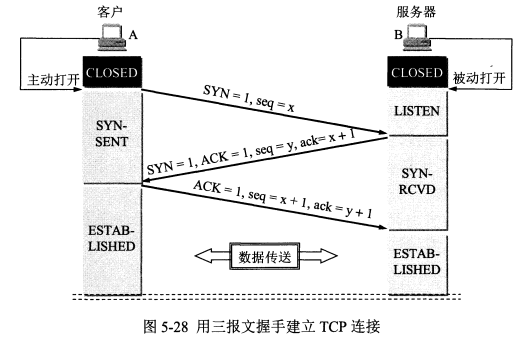 客户
服务器
A
B
主动打开
CLOSED
CLOSED
被动打开
SYN = 1, seq = x
LISTEN
SYN-
SENT
SYN = 1, ACK = 1, seq = y, ack= x + 1
SYN-
RCVD
ACK = 1, seq = x + 1, ack = y + 1
ESTAB-
LISHED
数据传送
ESTAB-
LISHED
图 5-28 用三报文握手建立 TCP 连接